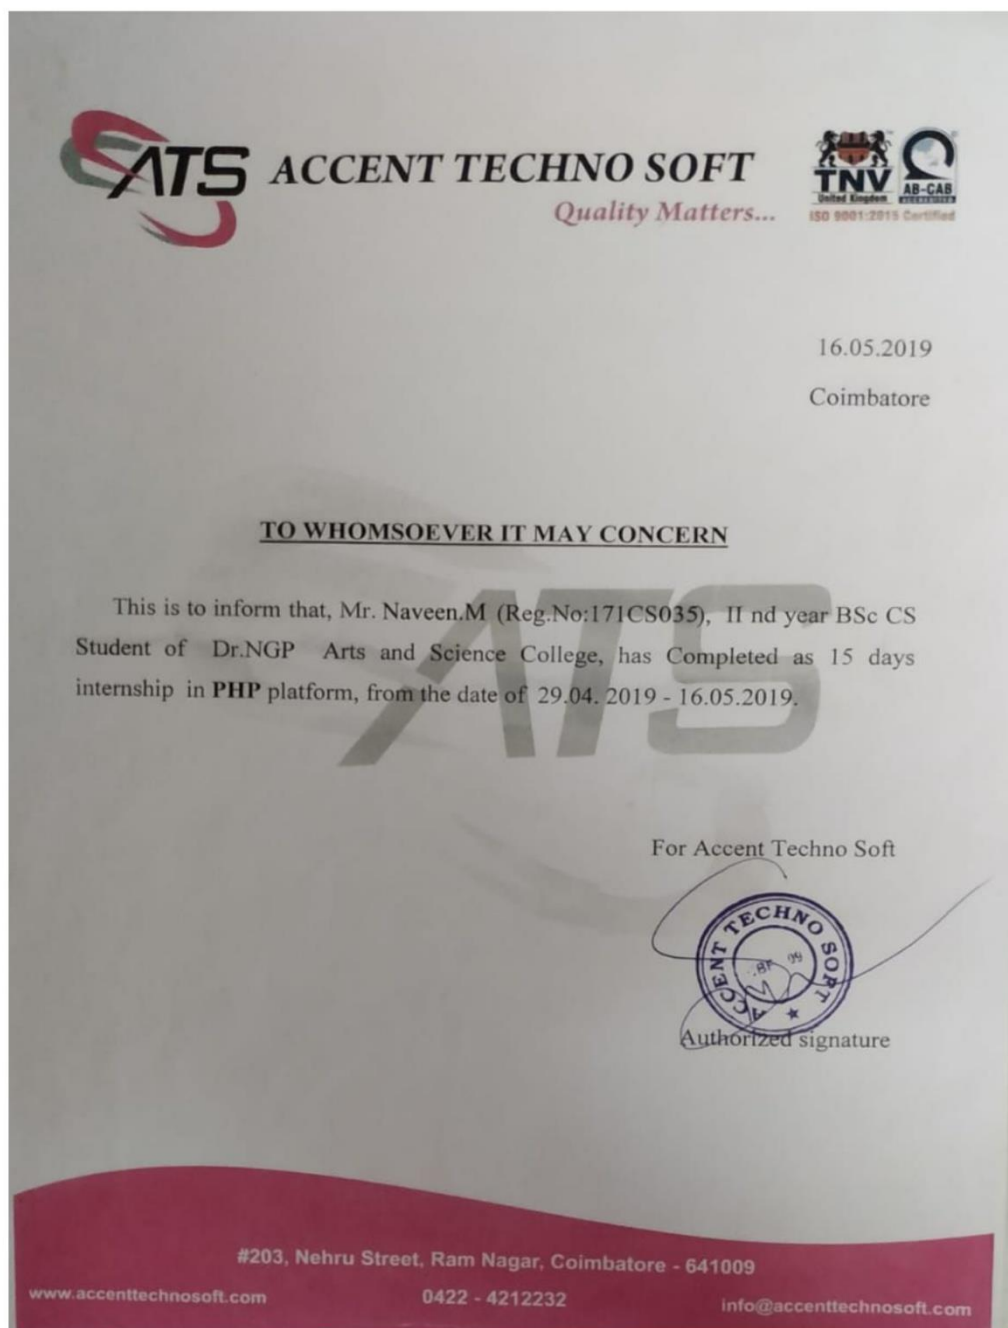 ATS ACCENT TECHNO SOFT
Quality Matters...
TNV
United Kingdom
AB-CAB
ACCREDITED
ISO 9001:2015 Certified
16.05.2019
Coimbatore
TO WHOMSOEVER IT MAY CONCERN
This is to inform that, Mr. Naveen.M (Reg.No:171CS035), II nd year BSc CS
Student of Dr.NGP Arts and Science College, has Completed as 15 days
internship in PHP platform, from the date of 29.04. 2019 - 16.05.2019.
ATS
For Accent Techno Soft
ACCENT TECHNO SOFT
Authorized signature
#203, Nehru Street, Ram Nagar, Coimbatore - 641009
www.accenttechnosoft.com 0422 - 4212232 info@accenttechnosoft.com